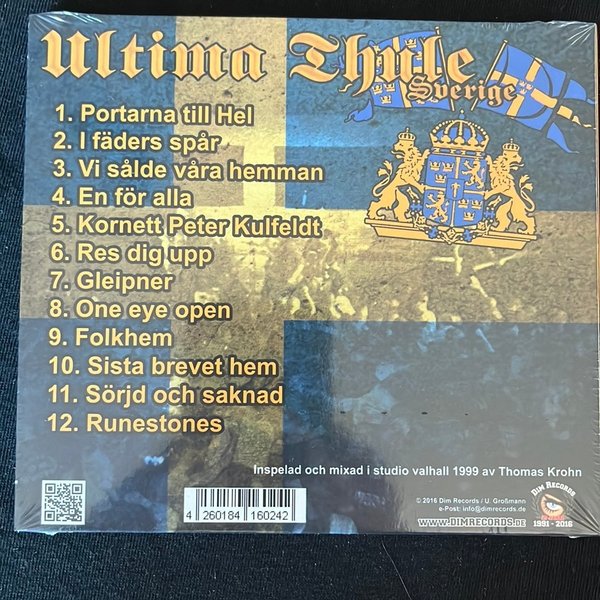 Ultima Thule
Sverige
1. Portarna till Hel
2. I fäders spår
3. Vi sålde våra hemman
4. En för alla
5. Kornett Peter Kulfeldt
6. Res dig upp
7. Gleipner
8. One eye open
9. Folkhem
10. Sista brevet hem
11. Sörjd och saknad
12. Runestones
Inspelad och mixad i studio valhall 1999 av Thomas Krohn
4 260184 160242
© 2016 Dim Records / U. Großmann
e-Post: info@dimrecords.de
www.DIMRECORDS.de
Dim Records
1991 - 2016